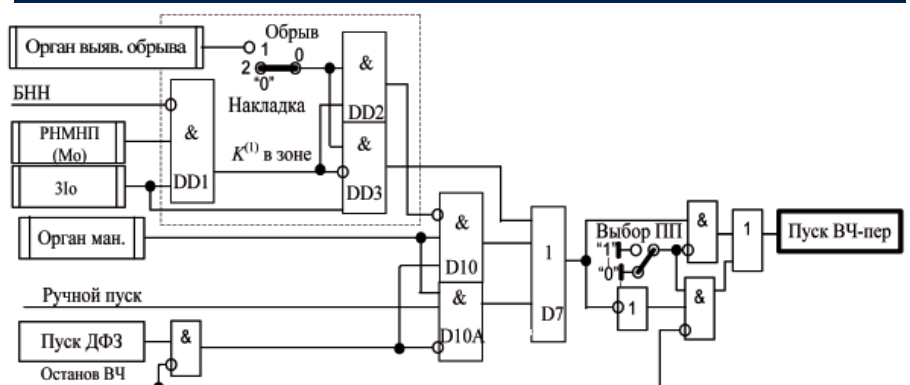 Орган выяв. обрыва
Обрыв
1
2
0
“0”
Накладка
БНН
&
DD1
РНМНП
(Мо)
3Io
K(1) в зоне
&
DD2
&
DD3
Орган ман.
&
D10
Ручной пуск
&
D10A
Пуск ДФЗ
&
Останов ВЧ
1
D7
Выбор ПП
“1”
“0”
1
&
&
1
Пуск ВЧ-пер